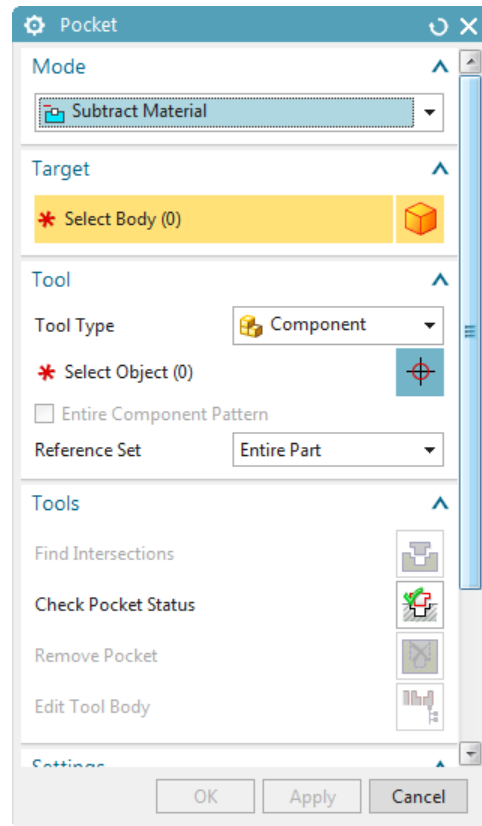 Pocket
Mode
Subtract Material
Target
* Select Body (0)
Tool
Tool Type Component
* Select Object (0)
Entire Component Pattern
Reference Set Entire Part
Tools
Find Intersections
Check Pocket Status
Remove Pocket
Edit Tool Body
Settings
OK Apply Cancel